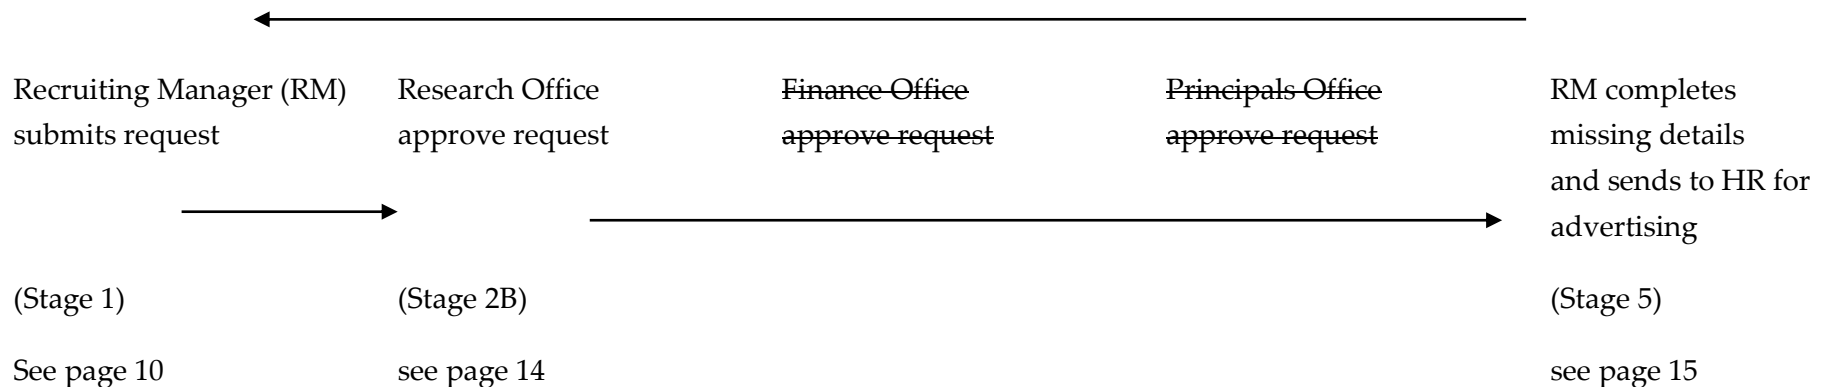 Recruiting Manager (RM)
submits request
(Stage 1)
See page 10
Research Office
approve request
(Stage 2B)
see page 14
Finance Office
approve request
Principals Office
approve request
RM completes
missing details
and sends to HR for
advertising
(Stage 5)
see page 15